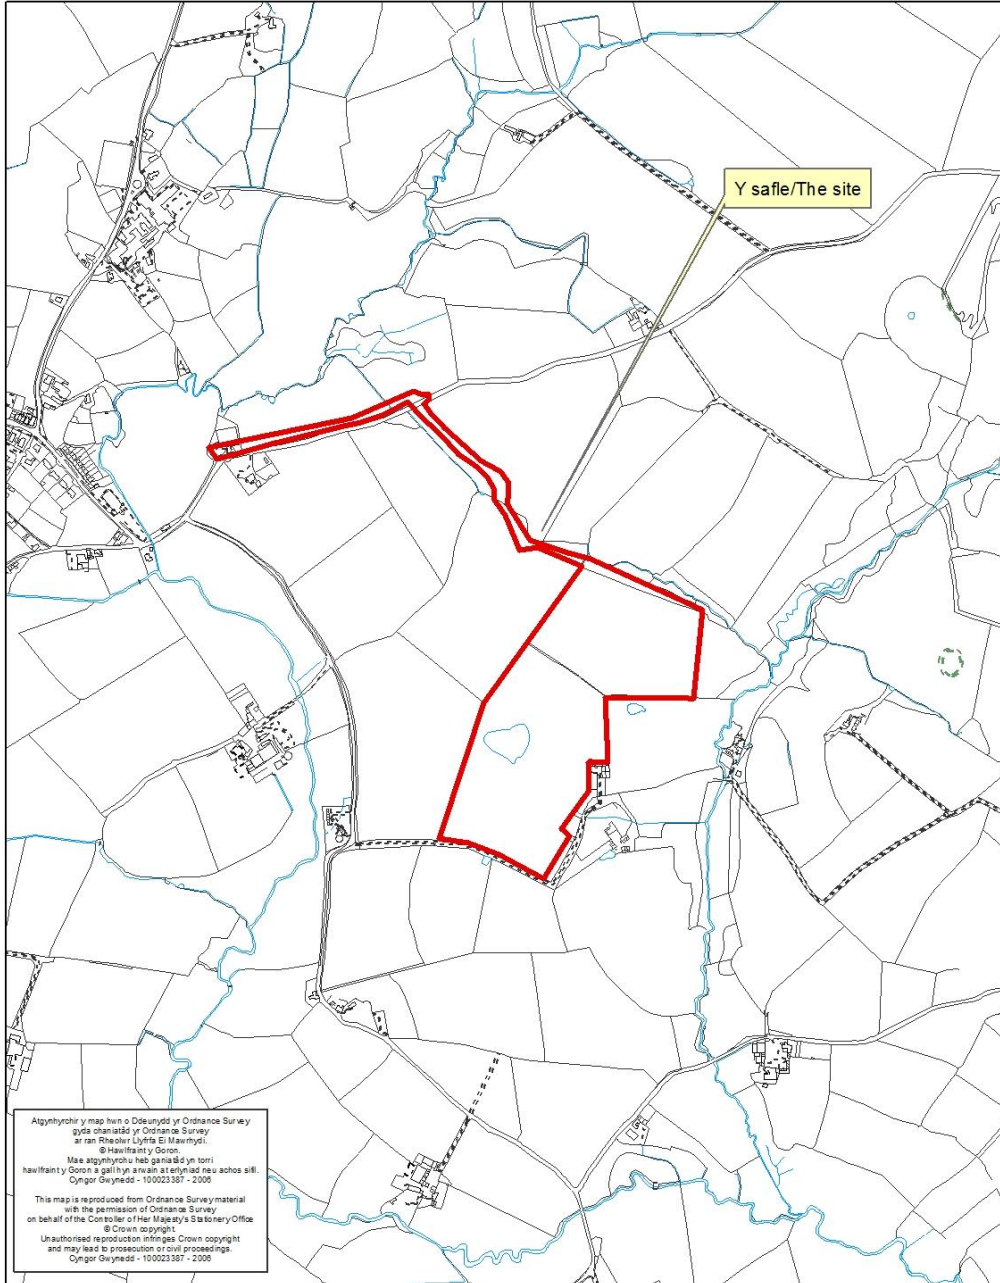 Y safle/The site
Atgynhyrchir y map hwn o Ddeunydd yr Ordnance Survey
gyda chaniatâd yr Ordnance Survey
ar ran Rheolwr Llyfrfa Ei Mawrhydi.
© Hawlfraint y Goron.
Mae atgynhyrchu heb ganiatâd yn torri
hawlfraint y Goron a gall hyn arwain at erlyniad neu achos sifil.
Cyngor Gwynedd - 100023387 - 2006
This map is reproduced from Ordnance Survey material
with the permission of Ordnance Survey
on behalf of the Controller of Her Majesty's Stationery Office
© Crown copyright.
Unauthorised reproduction infringes Crown copyright
and may lead to prosecution or civil proceedings.
Cyngor Gwynedd - 100023387 - 2006